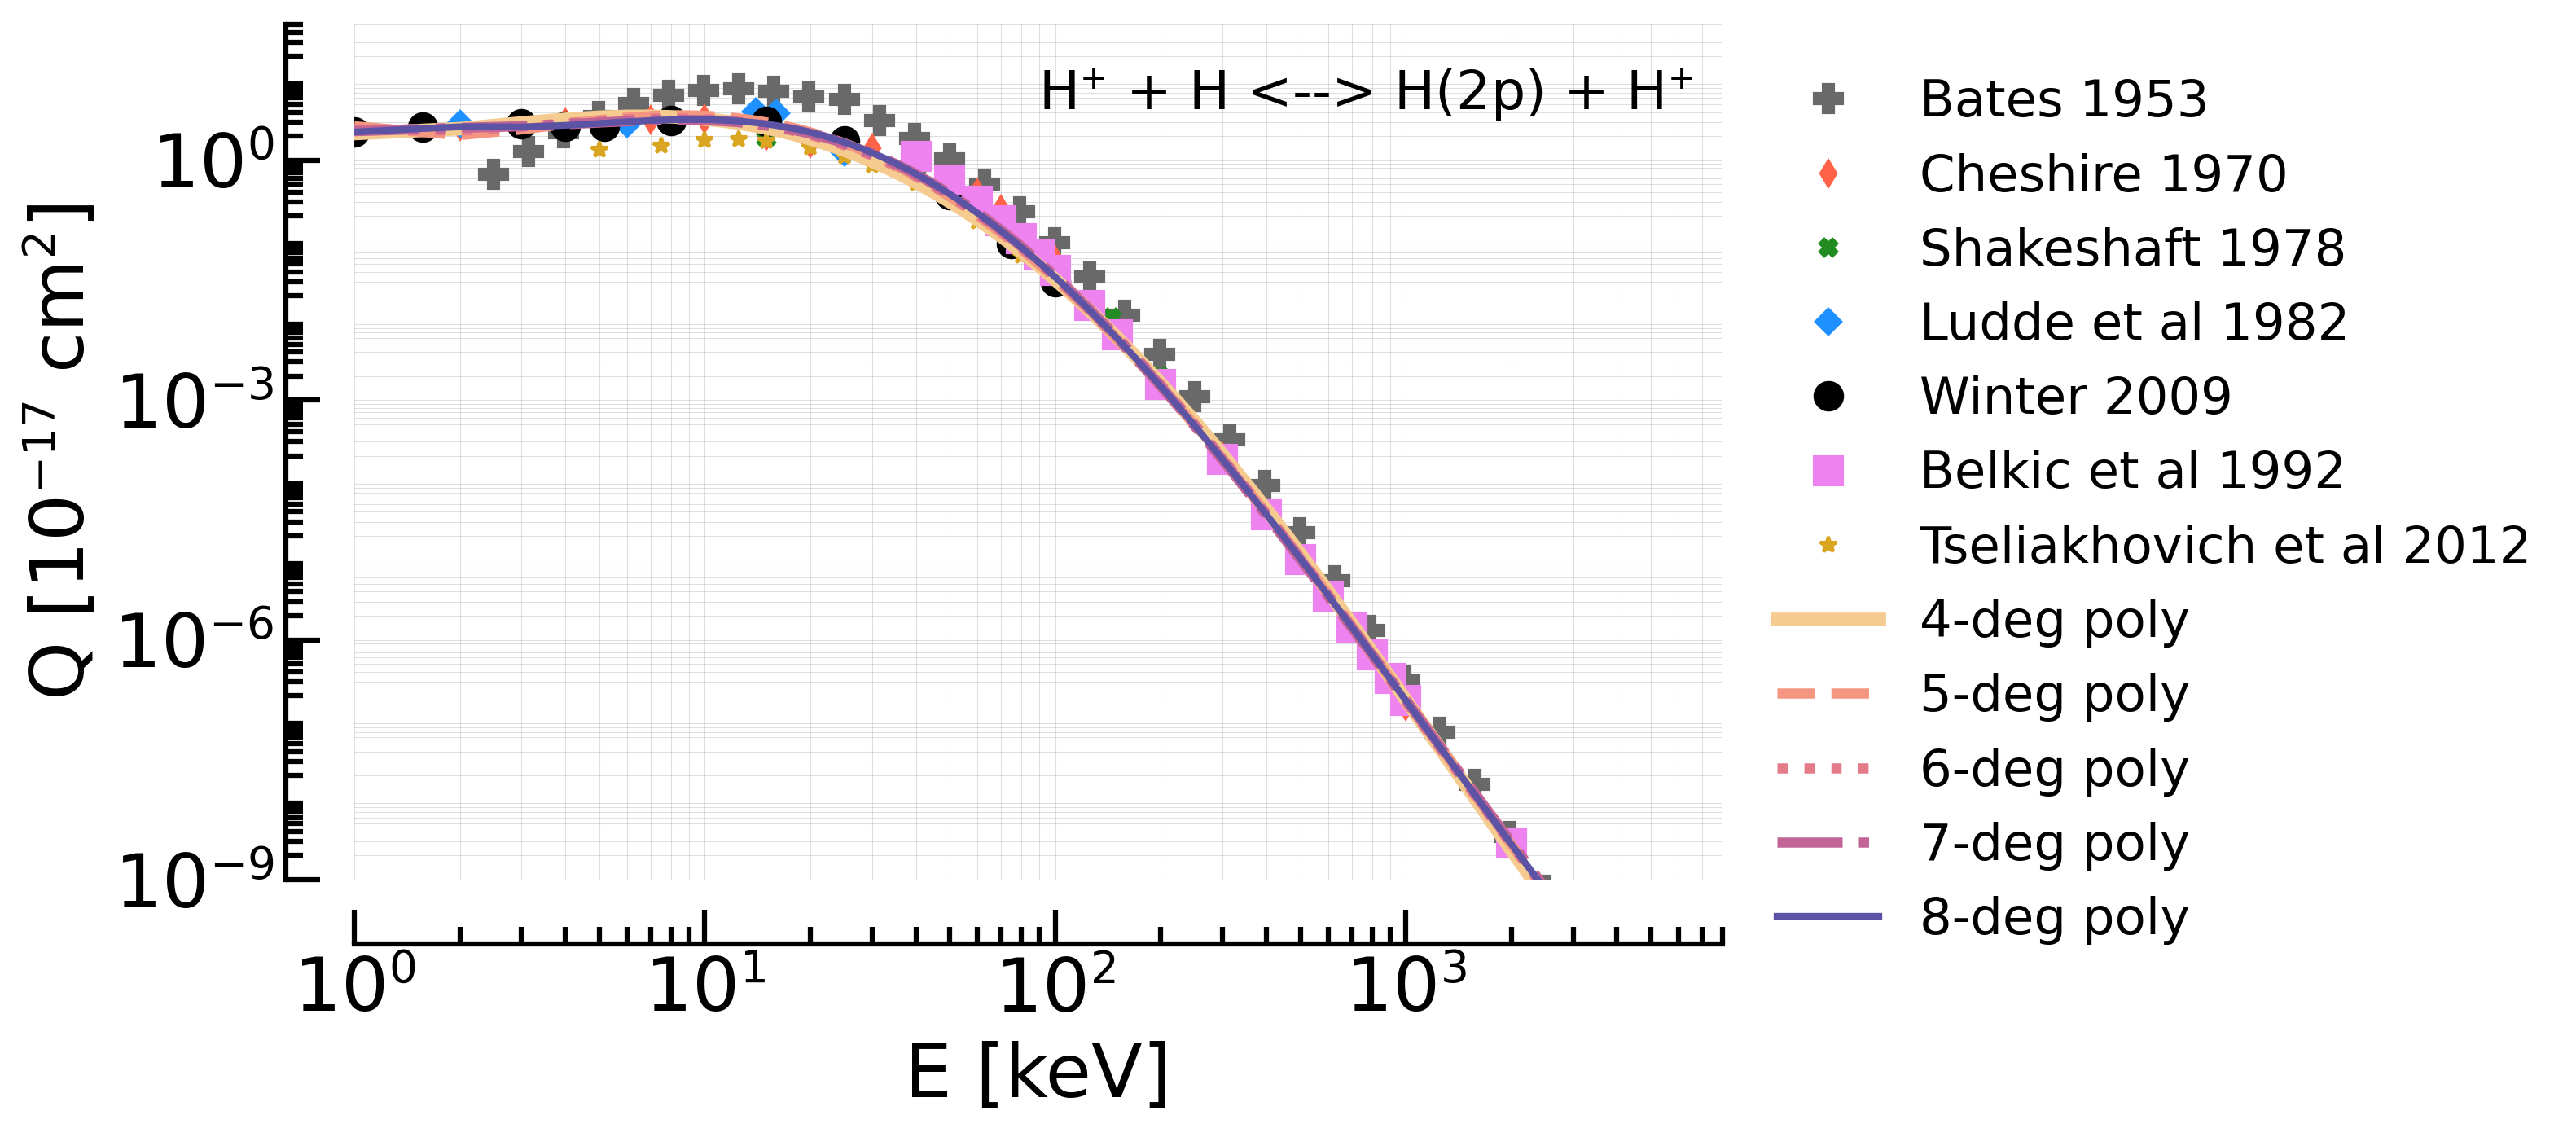 H⁺ + H <--> H(2p) + H⁺
Q [10⁻¹⁷ cm²]
10⁰
10⁻³
10⁻⁶
10⁻⁹
10⁰ 10¹ 10² 10³
E [keV]
Bates 1953
Cheshire 1970
Shakeshaft 1978
Ludde et al 1982
Winter 2009
Belkic et al 1992
Tseliakhovich et al 2012
4-deg poly
5-deg poly
6-deg poly
7-deg poly
8-deg poly